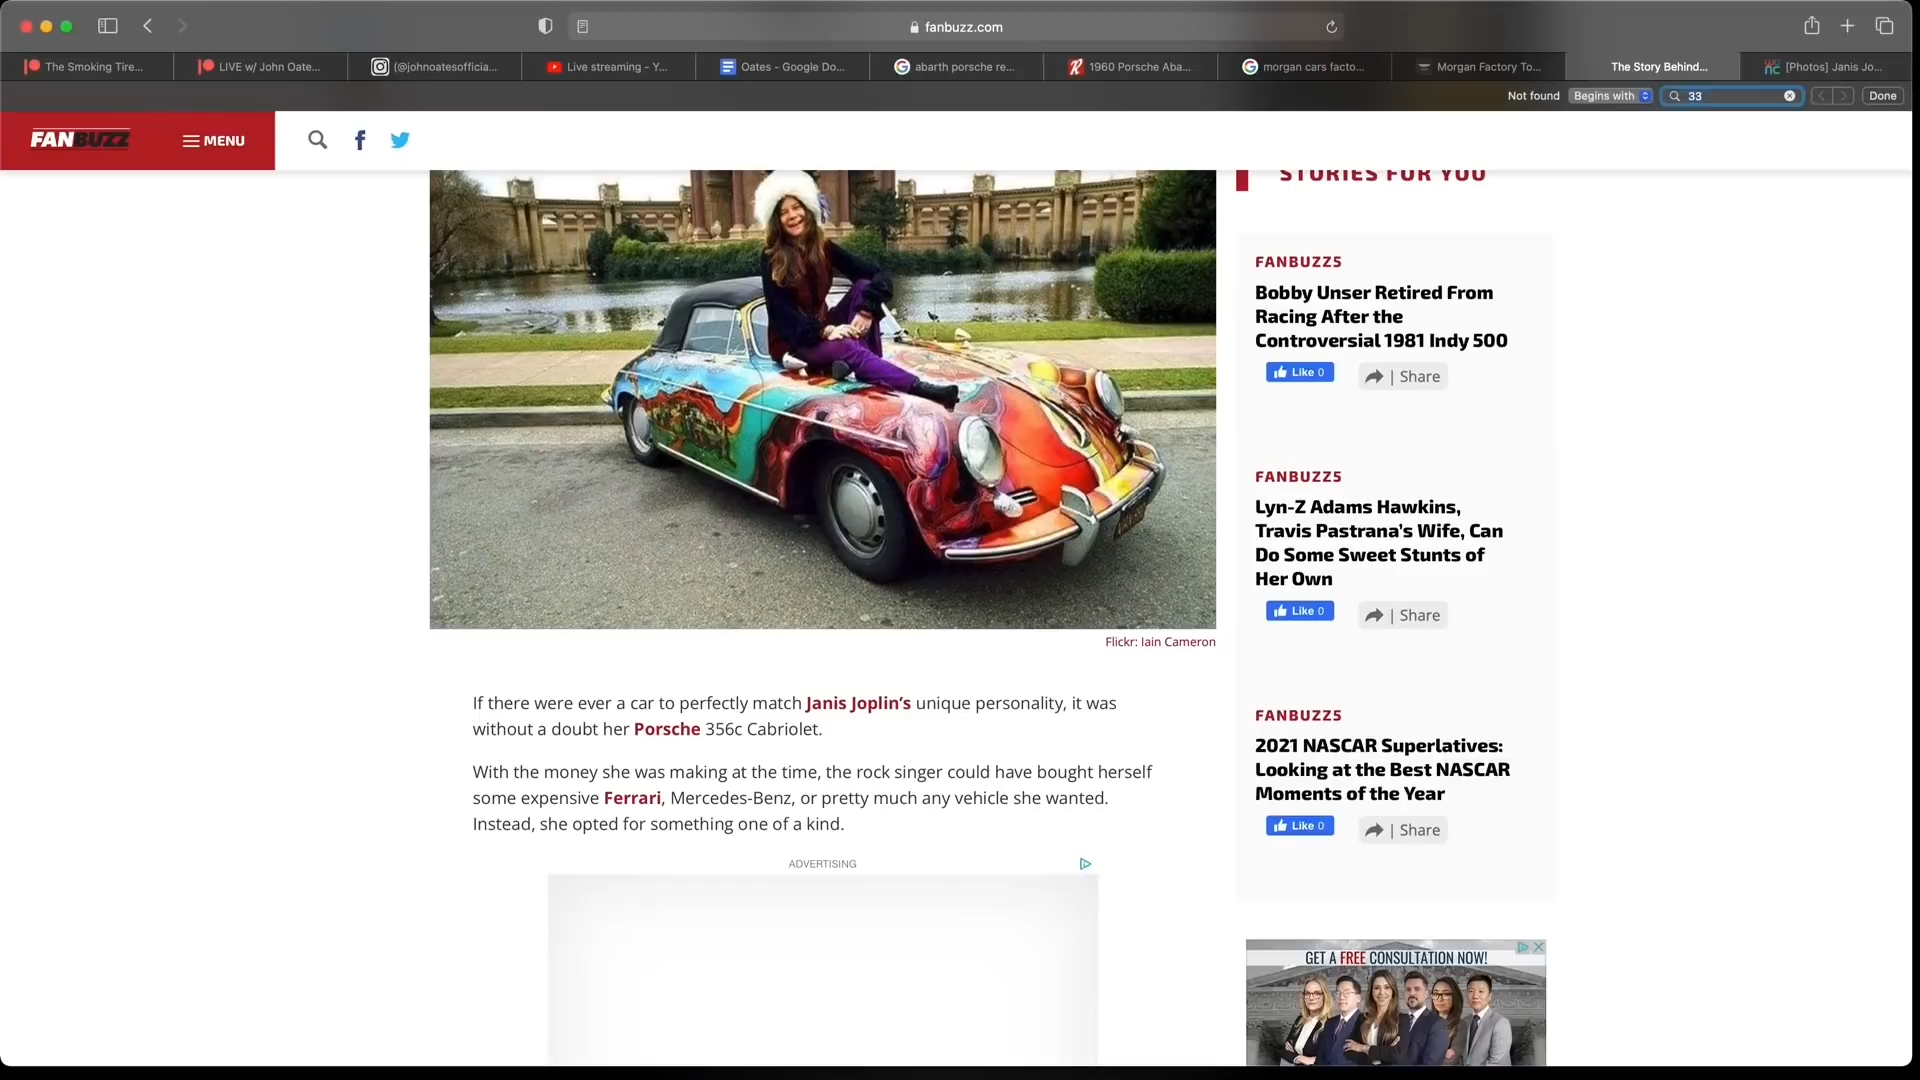 fanbuzz.com
The Smoking Tire...
LIVE w/ John Oate...
(@johnoatesofficia...
Live streaming - Y...
Oates - Google Do...
abarth porsche re...
1960 Porsche Aba...
morgan cars facto...
Morgan Factory To...
The Story Behind...
[Photos] Janis Jo...
Not found
Begins with
33
Done
FANBUZZ
MENU
STORIES FOR YOU
FANBUZZ5
Bobby Unser Retired From
Racing After the
Controversial 1981 Indy 500
Like 0
| Share
FANBUZZ5
Lyn-Z Adams Hawkins,
Travis Pastrana's Wife, Can
Do Some Sweet Stunts of
Her Own
Like 0
| Share
Flickr: Iain Cameron
If there were ever a car to perfectly match Janis Joplin's unique personality, it was
without a doubt her Porsche 356c Cabriolet.
With the money she was making at the time, the rock singer could have bought herself
some expensive Ferrari, Mercedes-Benz, or pretty much any vehicle she wanted.
Instead, she opted for something one of a kind.
ADVERTISING
FANBUZZ5
2021 NASCAR Superlatives:
Looking at the Best NASCAR
Moments of the Year
Like 0
| Share
GET A FREE CONSULTATION NOW!